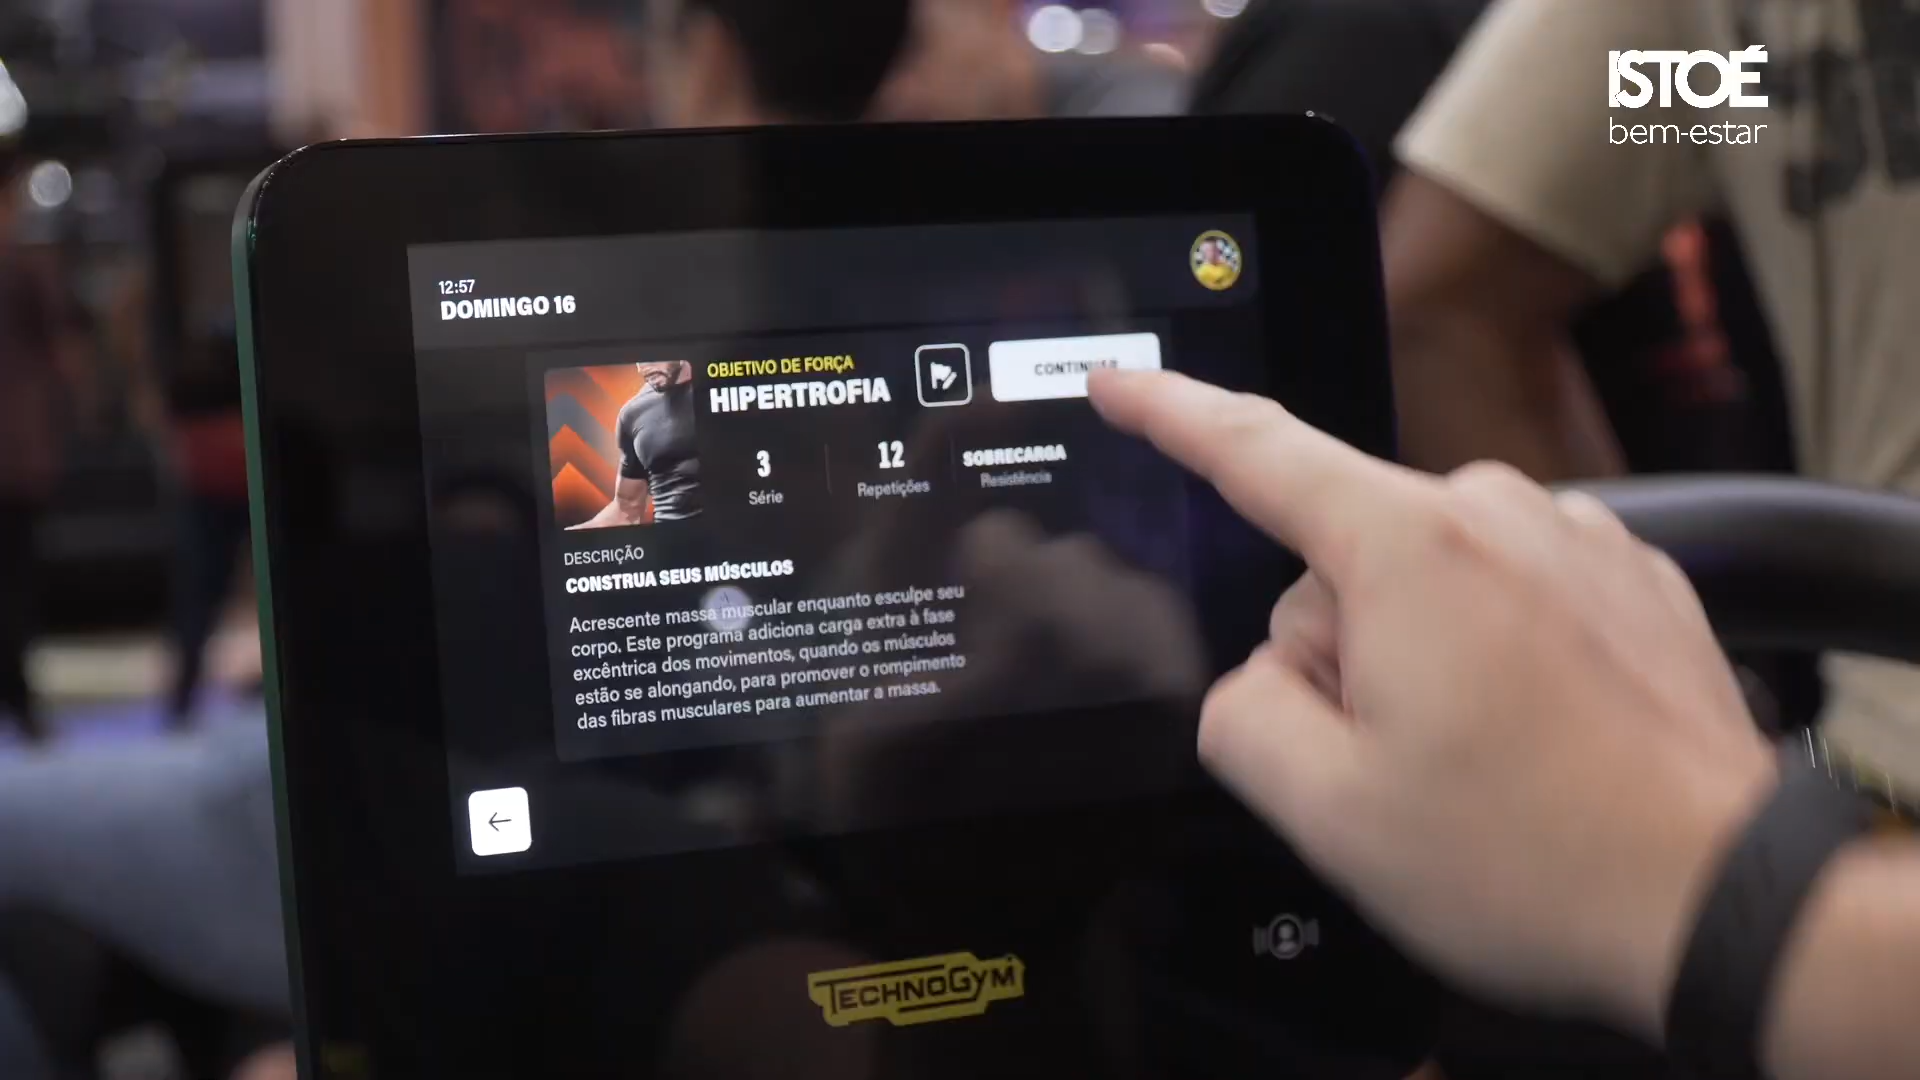 ISTOÉ
bem-estar
12:57
DOMINGO 16
OBJETIVO DE FORÇA
HIPERTROFIA
CONTINUAR
3
Série
12
Repetições
SOBRECARGA
Resistência
DESCRIÇÃO
CONSTRUA SEUS MÚSCULOS
Acrescente massa muscular enquanto esculpe seu
corpo. Este programa adiciona carga extra à fase
excêntrica dos movimentos, quando os músculos
estão se alongando, para promover o rompimento
das fibras musculares para aumentar a massa.
TECHNOGYM